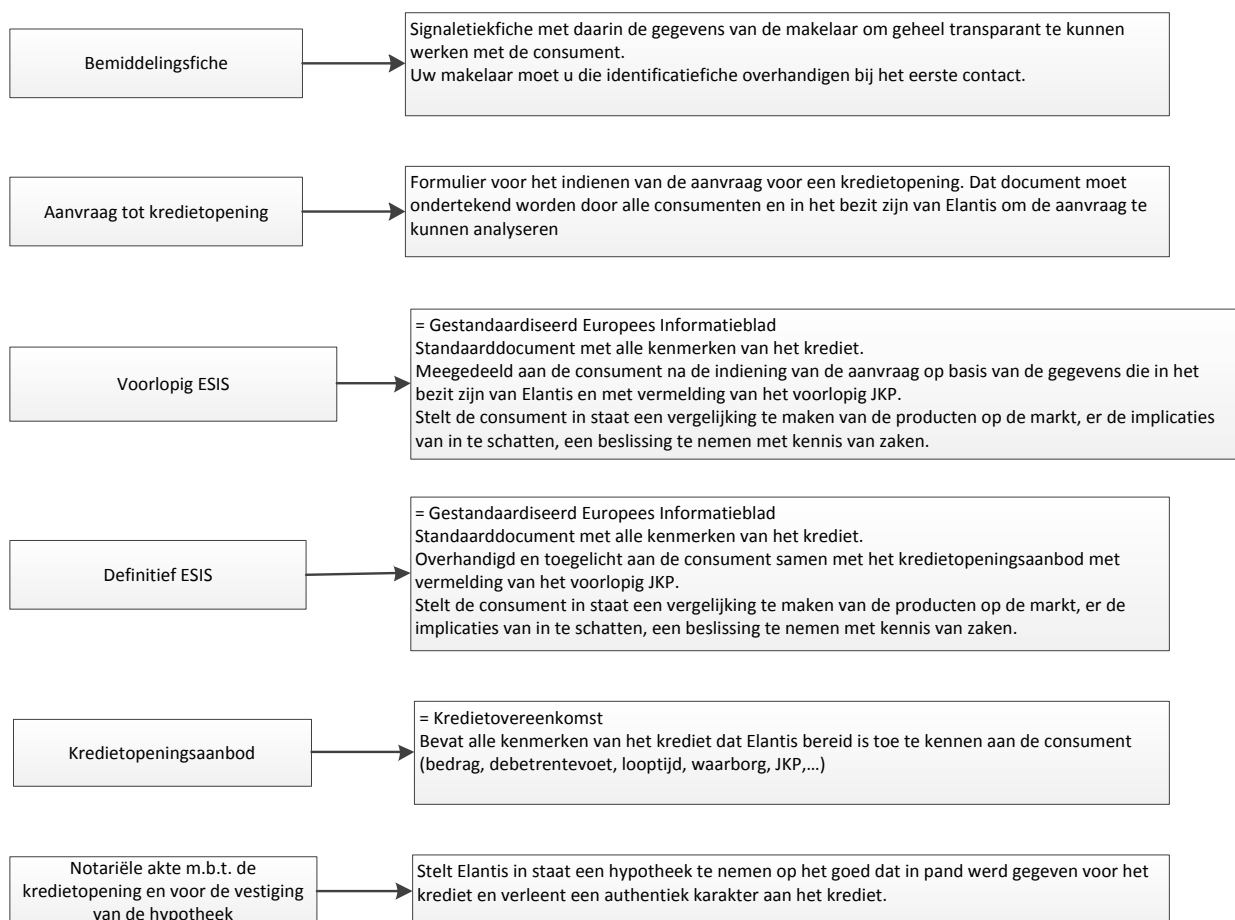 Bemiddelingsfiche
Signaletiekfiche met daarin de gegevens van de makelaar om geheel transparant te kunnen
werken met de consument.
Uw makelaar moet u die identificatiefiche overhandigen bij het eerste contact.
Aanvraag tot kredietopening
Formulier voor het indienen van de aanvraag voor een kredietopening. Dat document moet
ondertekend worden door alle consumenten en in het bezit zijn van Elantis om de aanvraag te
kunnen analyseren
Voorlopig ESIS
= Gestandaardiseerd Europees Informatieblad
Standaarddocument met alle kenmerken van het krediet.
Meegedeeld aan de consument na de indiening van de aanvraag op basis van de gegevens die in het
bezit zijn van Elantis en met vermelding van het voorlopig JKP.
Stelt de consument in staat een vergelijking te maken van de producten op de markt, er de implicaties
van in te schatten, een beslissing te nemen met kennis van zaken.
Definitief ESIS
= Gestandaardiseerd Europees Informatieblad
Standaarddocument met alle kenmerken van het krediet.
Overhandigd en toegelicht aan de consument samen met het kredietopeningsaanbod met
vermelding van het voorlopig JKP.
Stelt de consument in staat een vergelijking te maken van de producten op de markt, er de
implicaties van in te schatten, een beslissing te nemen met kennis van zaken.
Kredietopeningsaanbod
= Kredietovereenkomst
Bevat alle kenmerken van het krediet dat Elantis bereid is toe te kennen aan de consument
(bedrag, debetrentevoet, looptijd, waarborg, JKP,...)
Notariële akte m.b.t. de
kredietopening en voor de vestiging
van de hypotheek
Stelt Elantis in staat een hypotheek te nemen op het goed dat in pand werd gegeven voor het
krediet en verleent een authentiek karakter aan het krediet.